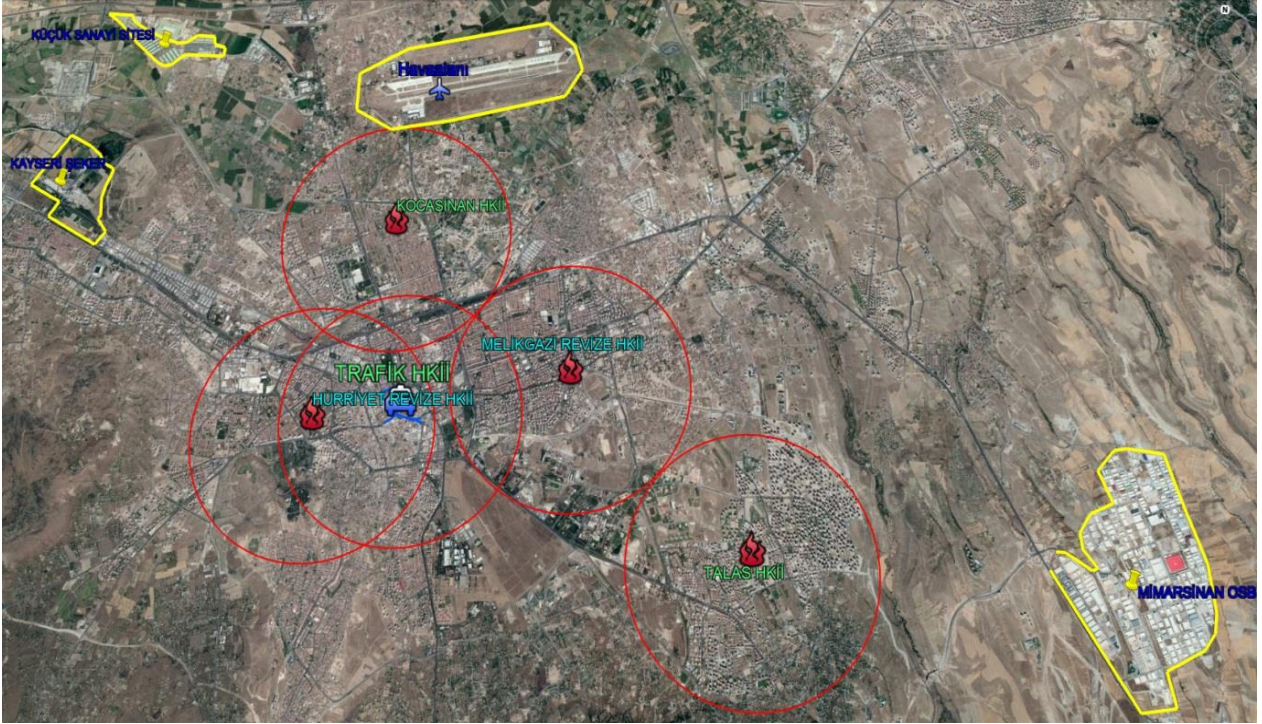 N
KÜÇÜK SANAYİ SİTESİ
Havaalanı
KAYSERİ ŞEKER
KOCASİNAN HKİİ
MELİKGAZİ REVİZE HKİİ
TRAFİK HKİİ
HÜRRİYET REVİZE HKİİ
TALAS HKİİ
MİMARSİNAN OSB